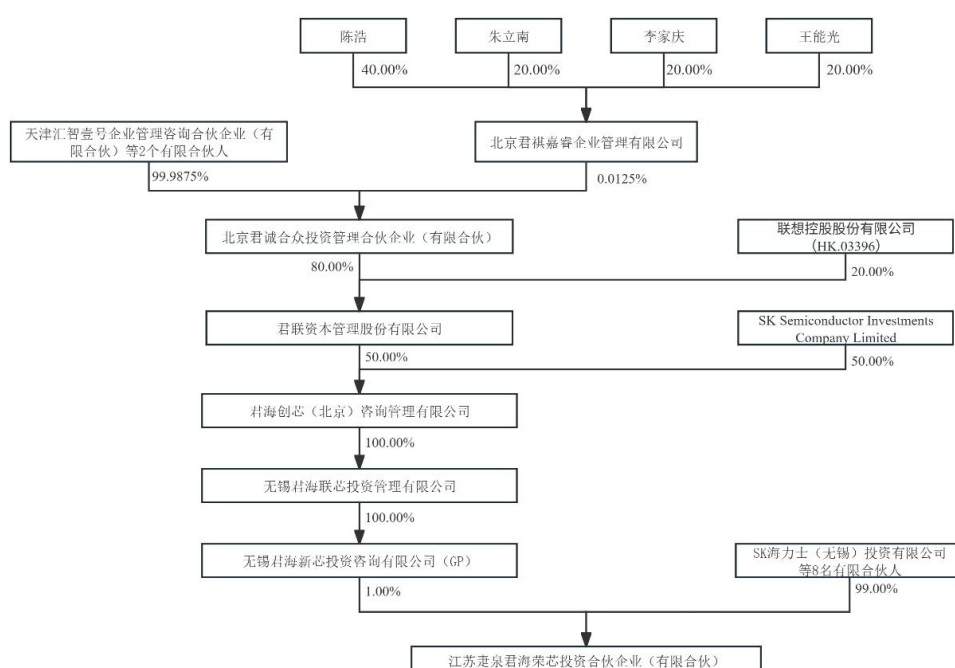 陈浩
朱立南
李家庆
王能光
40.00%
20.00%
20.00%
20.00%
天津汇智壹号企业管理咨询合伙企业（有
限合伙）等2个有限合伙人
北京君祺嘉睿企业管理有限公司
99.9875%
0.0125%
北京君诚合众投资管理合伙企业（有限合伙）
联想控股股份有限公司
（HK.03396）
80.00%
20.00%
君联资本管理股份有限公司
SK Semiconductor Investments
Company Limited
50.00%
50.00%
君海创芯（北京）咨询管理有限公司
100.00%
无锡君海联芯投资管理有限公司
100.00%
无锡君海新芯投资咨询有限公司（GP）
SK海力士（无锡）投资有限公司
等8名有限合伙人
1.00%
99.00%
江苏疌泉君海荣芯投资合伙企业（有限合伙）